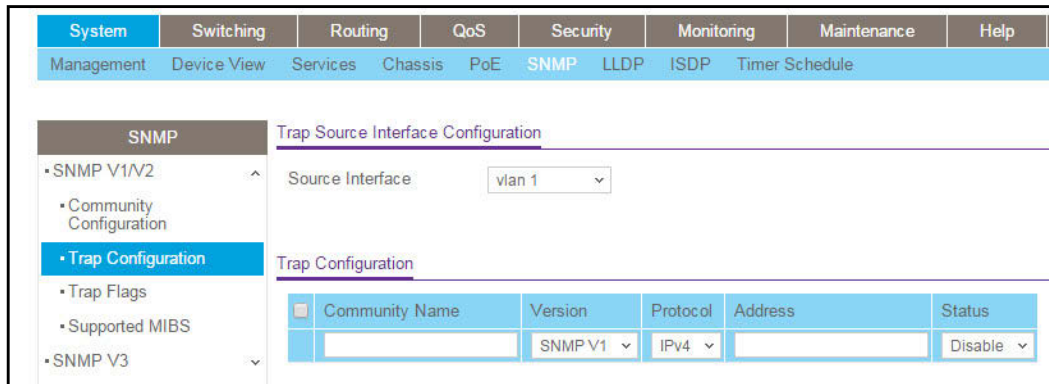 System Switching Routing QoS Security Monitoring Maintenance Help
Management Device View Services Chassis PoE SNMP LLDP ISDP Timer Schedule
SNMP
SNMP V1/V2
Community
Configuration
Trap Configuration
Trap Flags
Supported MIBS
SNMP V3
Trap Source Interface Configuration
Source Interface vlan 1
Trap Configuration
Community Name Version Protocol Address Status
SNMP V1 IPv4 Disable